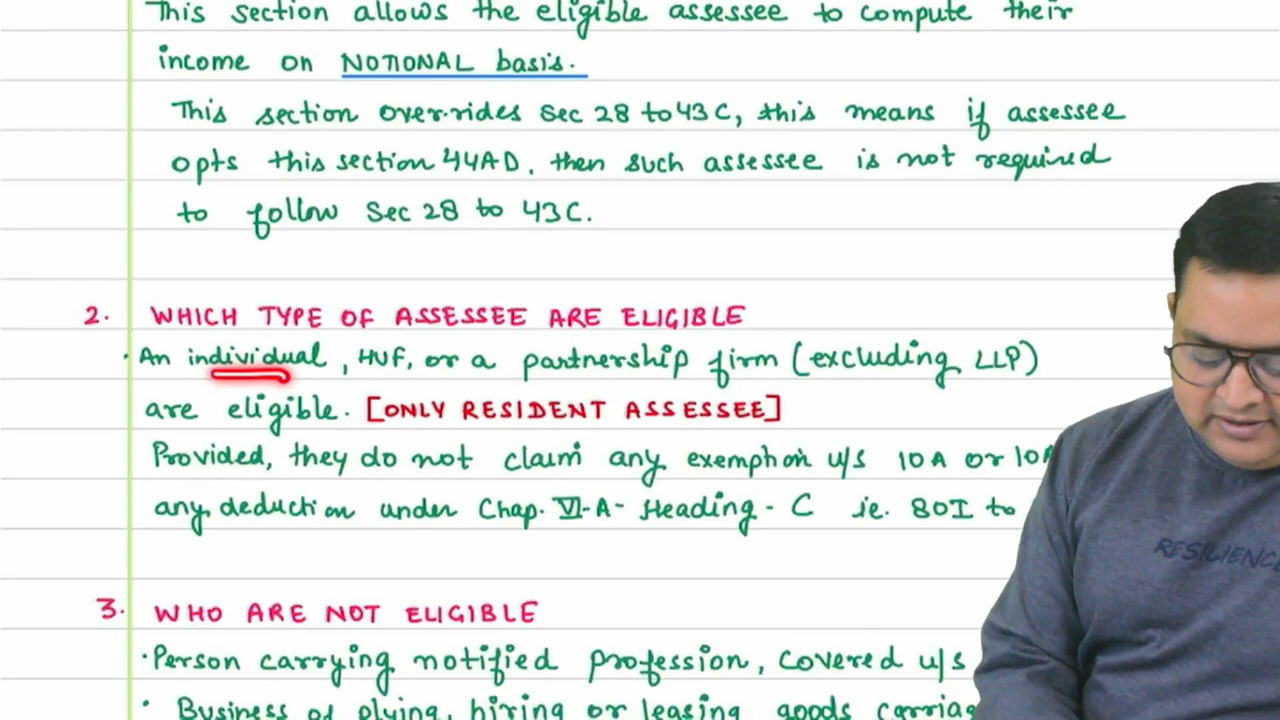 This section allows the eligible assessee to compute their
income on NOTIONAL basis.
This section over-rides Sec 28 to 43C, this means if assessee
opts this section 44AD, then such assessee is not required
to follow Sec 28 to 43C.
2. WHICH TYPE OF ASSESSEE ARE ELIGIBLE
· An individual, HUF, or a partnership firm (excluding LLP)
are eligible. [ONLY RESIDENT ASSESSEE]
Provided, they do not claim any exemption u/s 10A or
any deduction under Chap. VI-A- Heading - C ie. 80I to
3. WHO ARE NOT ELIGIBLE
· Person carrying notified profession, covered u/s
· Business of plying, hiring or leasing goods
RESILIENCE